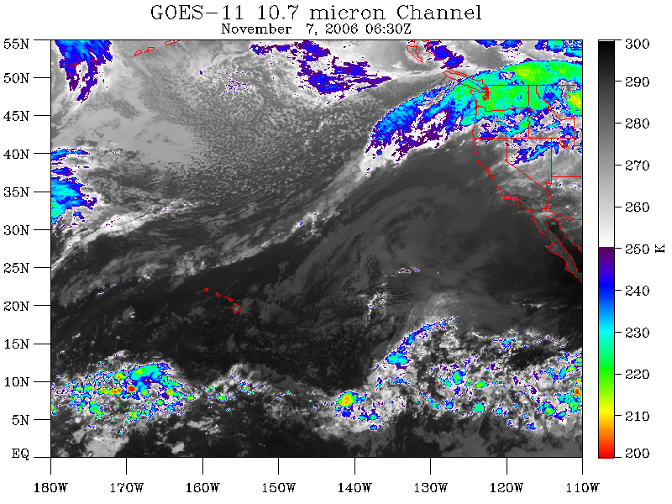 GOES-11 10.7 micron Channel
November 7, 2006 06:30Z
55N
50N
45N
40N
35N
30N
25N
20N
15N
10N
5N
EQ
180W 170W 160W 150W 140W 130W 120W 110W
300
290
280
270
260
250
240
230
220
210
200
K